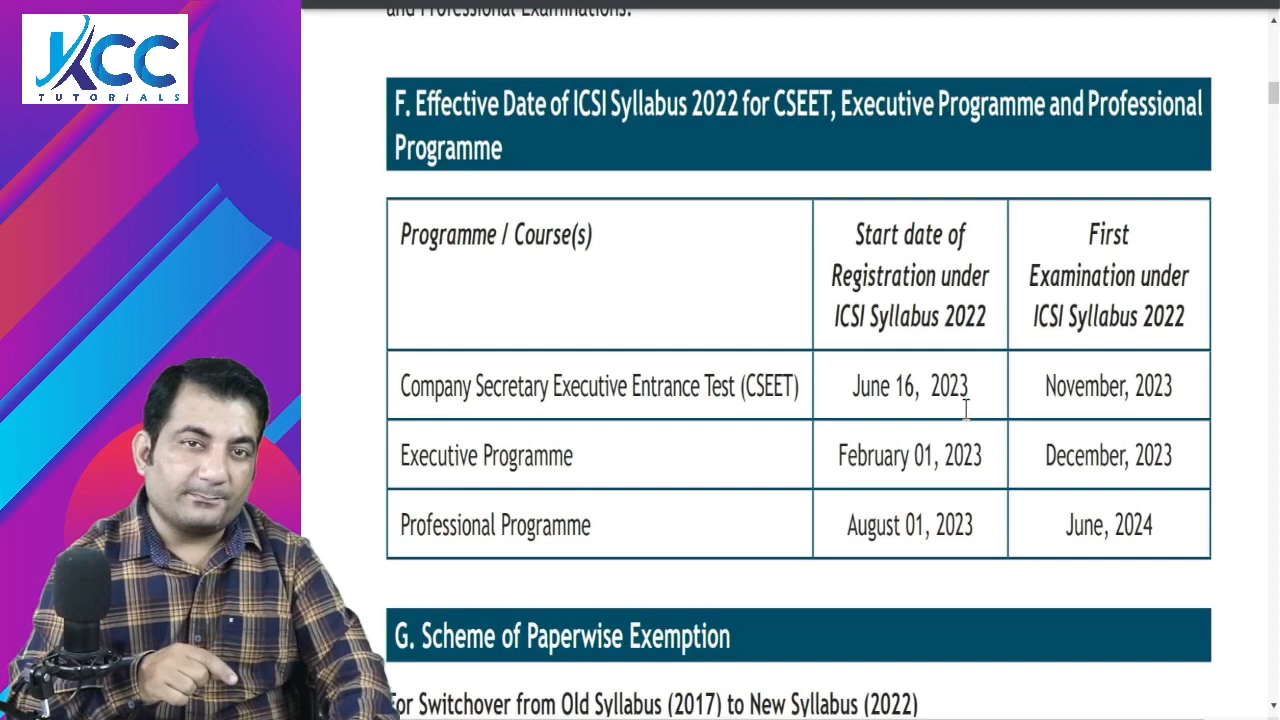 KCC
TUTORIALS
and Professional Examinations.
F. Effective Date of ICSI Syllabus 2022 for CSEET, Executive Programme and Professional
Programme
Programme / Course(s)
Start date of
Registration under
ICSI Syllabus 2022
First
Examination under
ICSI Syllabus 2022
Company Secretary Executive Entrance Test (CSEET)
June 16, 2023
November, 2023
Executive Programme
February 01, 2023
December, 2023
Professional Programme
August 01, 2023
June, 2024
G. Scheme of Paperwise Exemption
For Switchover from Old Syllabus (2017) to New Syllabus (2022)